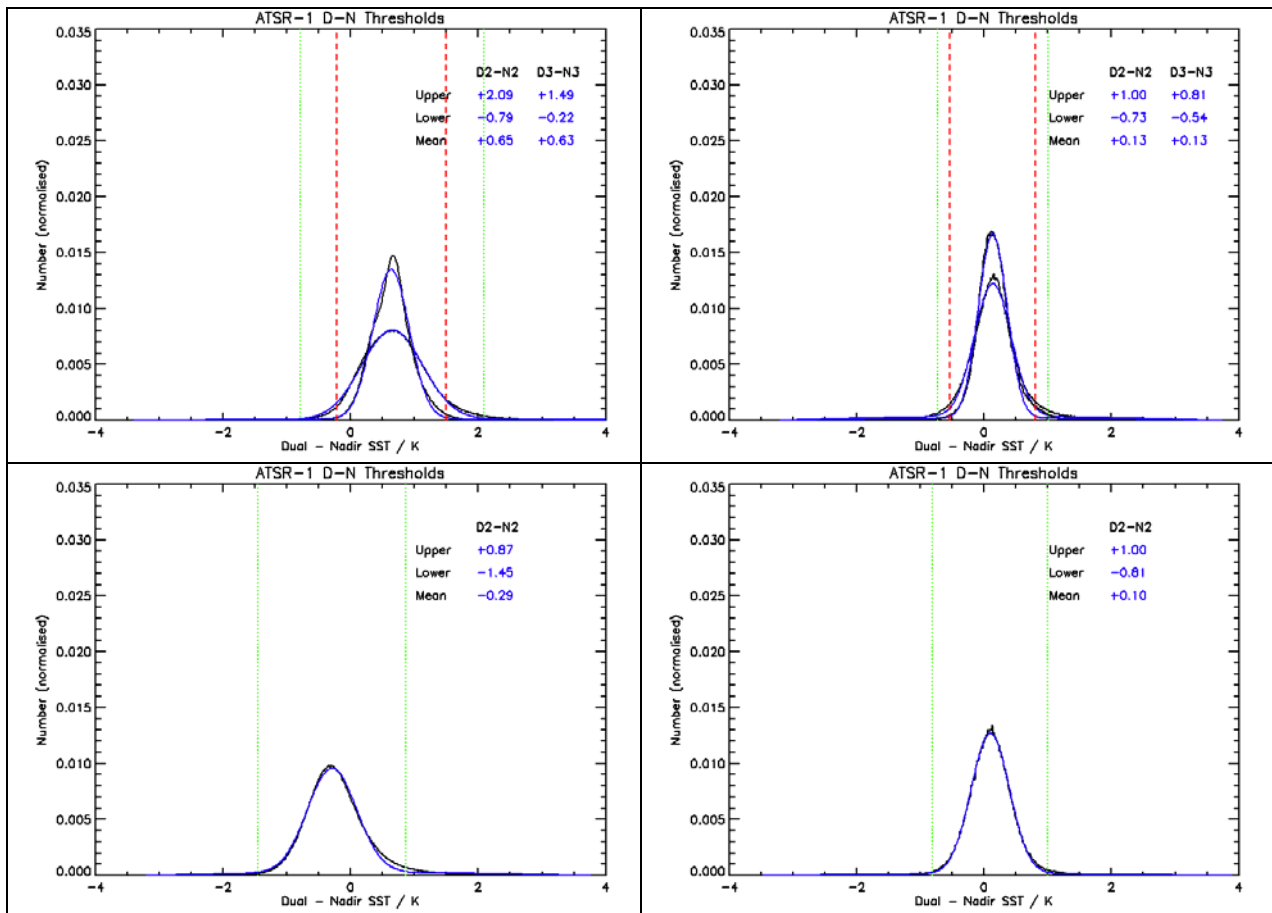 ATSR-1 D-N Thresholds
0.035
0.030
0.025
0.020
0.015
0.010
0.005
0.000
Number (normalised)
D2-N2 D3-N3
Upper +2.09 +1.49
Lower -0.79 -0.22
Mean +0.65 +0.63
-4 -2 0 2 4
Dual - Nadir SST / K
ATSR-1 D-N Thresholds
0.035
0.030
0.025
0.020
0.015
0.010
0.005
0.000
Number (normalised)
D2-N2 D3-N3
Upper +1.00 +0.81
Lower -0.73 -0.54
Mean +0.13 +0.13
-4 -2 0 2 4
Dual - Nadir SST / K
ATSR-1 D-N Thresholds
0.035
0.030
0.025
0.020
0.015
0.010
0.005
0.000
Number (normalised)
D2-N2
Upper +0.87
Lower -1.45
Mean -0.29
-4 -2 0 2 4
Dual - Nadir SST / K
ATSR-1 D-N Thresholds
0.035
0.030
0.025
0.020
0.015
0.010
0.005
0.000
Number (normalised)
D2-N2
Upper +1.00
Lower -0.81
Mean +0.10
-4 -2 0 2 4
Dual - Nadir SST / K